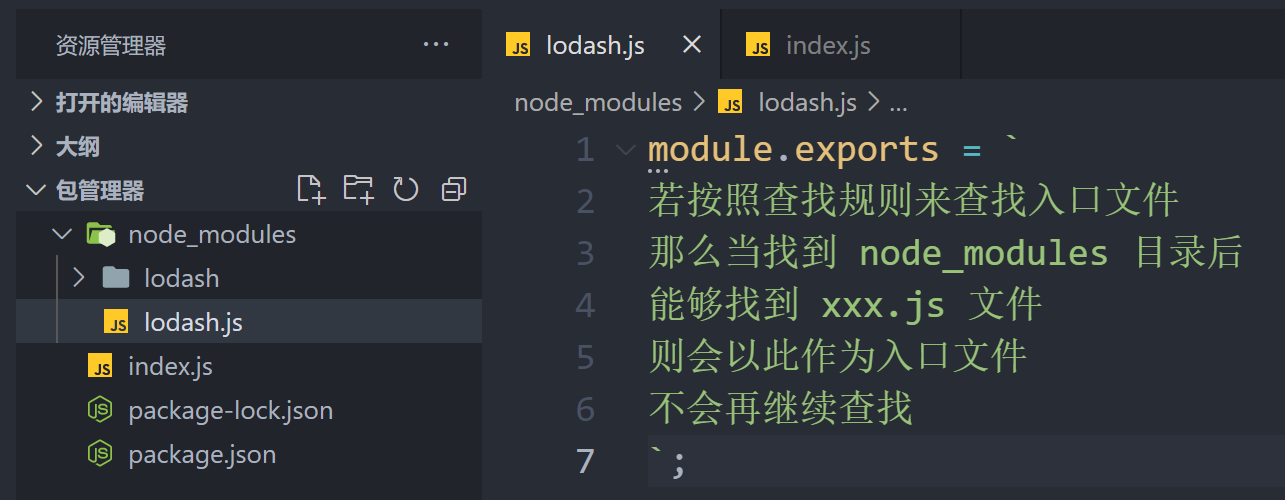 资源管理器 ···
打开的编辑器
大纲
包管理器
node_modules
lodash
JS lodash.js
JS index.js
JS package-lock.json
JS package.json
JS lodash.js × JS index.js
node_modules > JS lodash.js > ...
1 module.exports = `
2 若按照查找规则来查找入口文件
3 那么当找到 node_modules 目录后
4 能够找到 xxx.js 文件
5 则会以此作为入口文件
6 不会再继续查找
7 `;